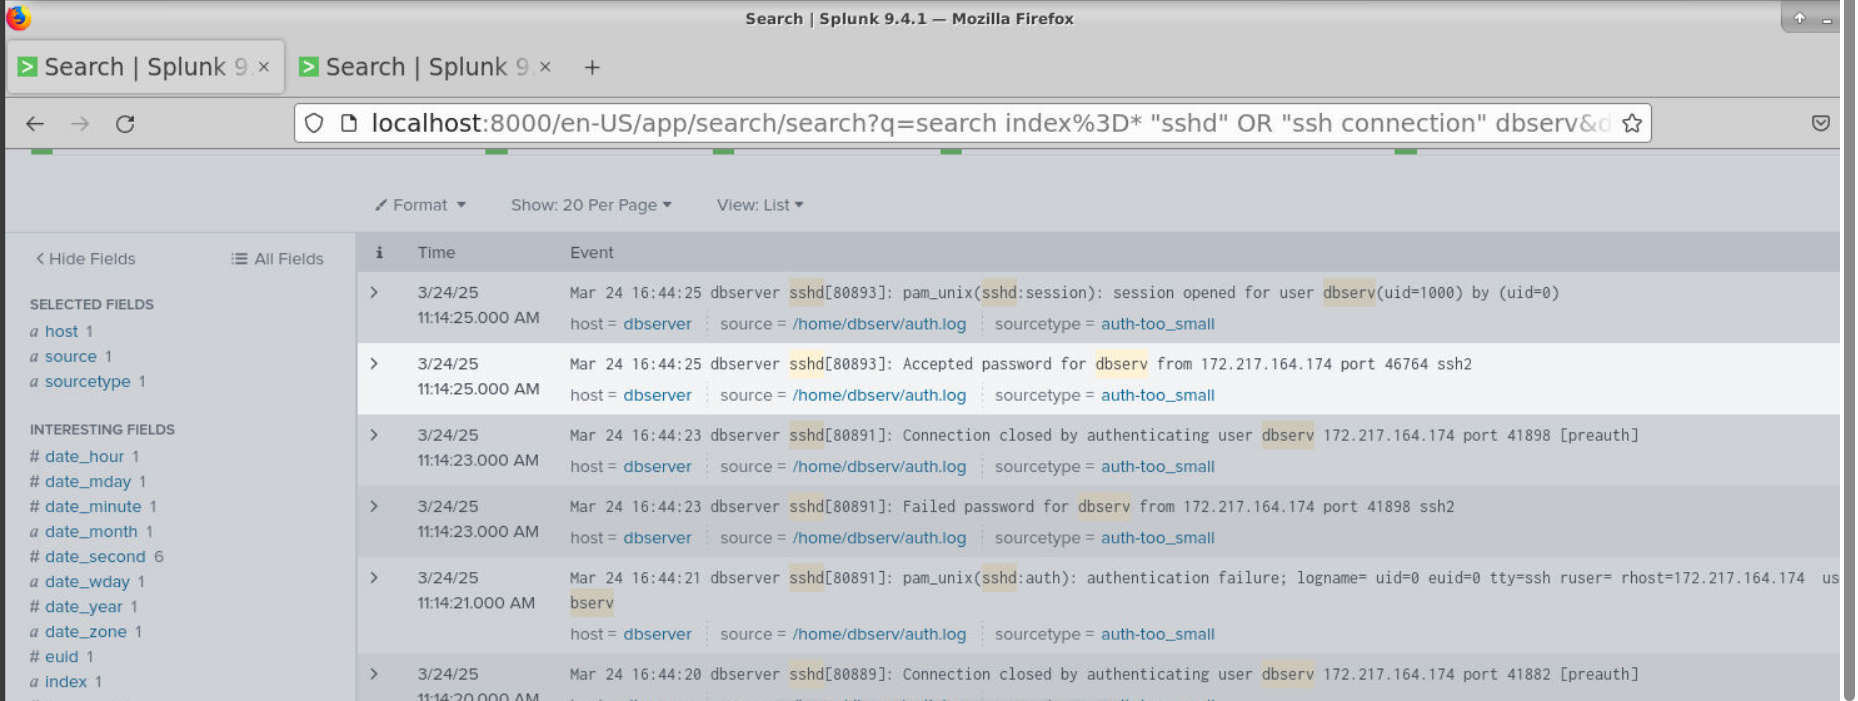 Search | Splunk 9.4.1 — Mozilla Firefox
Search | Splunk 9. × Search | Splunk 9. × +
localhost:8000/en-US/app/search/search?q=search index%3D* "sshd" OR "ssh connection" dbserv&d
Format Show: 20 Per Page View: List
Hide Fields All Fields
i Time Event
SELECTED FIELDS
a host 1
a source 1
a sourcetype 1
INTERESTING FIELDS
# date_hour 1
# date_mday 1
# date_minute 1
a date_month 1
# date_second 6
a date_wday 1
# date_year 1
a date_zone 1
# euid 1
a index 1
3/24/25 Mar 24 16:44:25 dbserver sshd[80893]: pam_unix(sshd:session): session opened for user dbserv(uid=1000) by (uid=0)
11:14:25.000 AM
host = dbserver source = /home/dbserv/auth.log sourcetype = auth-too_small
3/24/25 Mar 24 16:44:25 dbserver sshd[80893]: Accepted password for dbserv from 172.217.164.174 port 46764 ssh2
11:14:25.000 AM
host = dbserver source = /home/dbserv/auth.log sourcetype = auth-too_small
3/24/25 Mar 24 16:44:23 dbserver sshd[80891]: Connection closed by authenticating user dbserv 172.217.164.174 port 41898 [preauth]
11:14:23.000 AM
host = dbserver source = /home/dbserv/auth.log sourcetype = auth-too_small
3/24/25 Mar 24 16:44:23 dbserver sshd[80891]: Failed password for dbserv from 172.217.164.174 port 41898 ssh2
11:14:23.000 AM
host = dbserver source = /home/dbserv/auth.log sourcetype = auth-too_small
3/24/25 Mar 24 16:44:21 dbserver sshd[80891]: pam_unix(sshd:auth): authentication failure; logname= uid=0 euid=0 tty=ssh ruser= rhost=172.217.164.174 us
11:14:21.000 AM bserv
host = dbserver source = /home/dbserv/auth.log sourcetype = auth-too_small
3/24/25 Mar 24 16:44:20 dbserver sshd[80889]: Connection closed by authenticating user dbserv 172.217.164.174 port 41882 [preauth]
11:14:20.000 AM